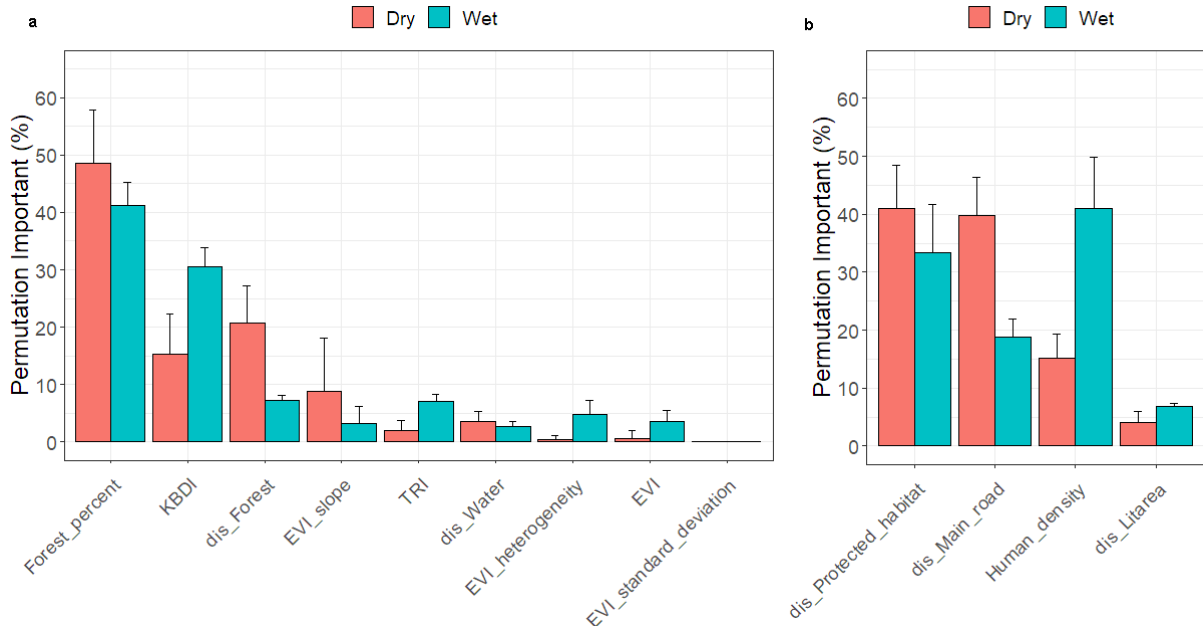 a
Dry Wet
Permutation Important (%)
60
50
40
30
20
10
0
Forest_percent
KBDI
dis_Forest
EVI_slope
TRI
dis_Water
EVI_heterogeneity
EVI
EVI_standard_deviation
b
Dry Wet
Permutation Important (%)
60
50
40
30
20
10
0
dis_Protected_habitat
dis_Main_road
Human_density
dis_Litarea